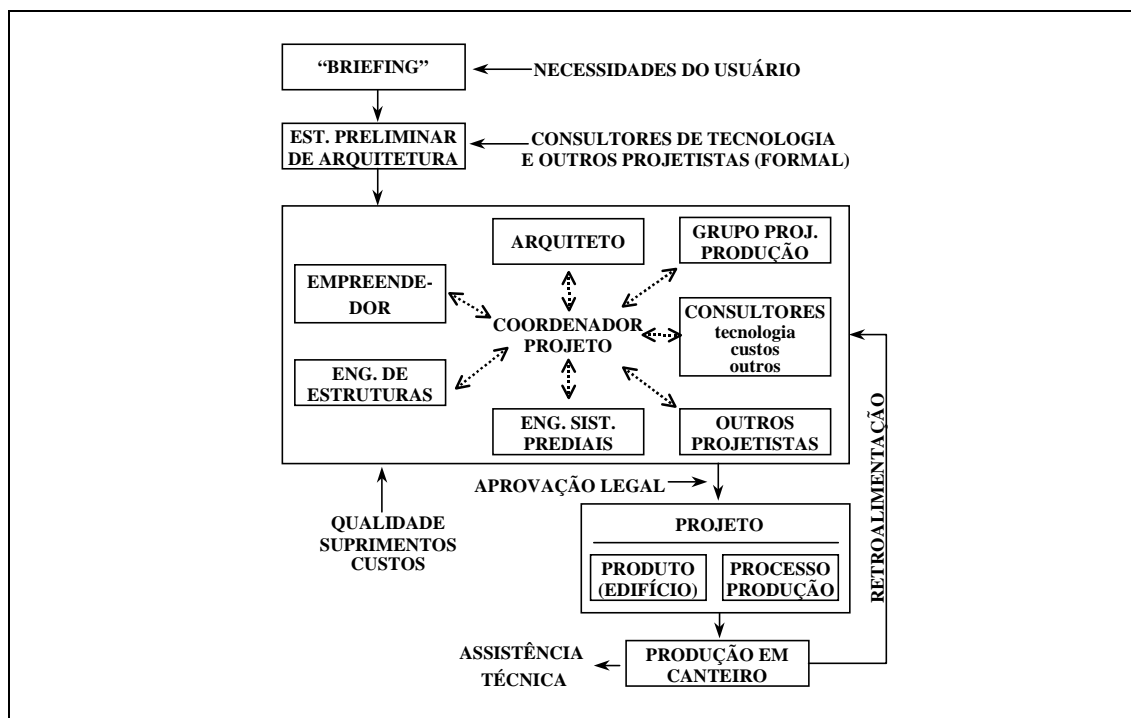 “BRIEFING”
NECESSIDADES DO USUÁRIO
EST. PRELIMINAR
DE ARQUITETURA
CONSULTORES DE TECNOLOGIA
E OUTROS PROJETISTAS (FORMAL)
ARQUITETO
GRUPO PROJ.
PRODUÇÃO
EMPREENDE-
DOR
COORDENADOR
PROJETO
CONSULTORES
tecnologia
custos
outros
ENG. DE
ESTRUTURAS
ENG. SIST.
PREDIAIS
OUTROS
PROJETISTAS
RETROALIMENTAÇÃO
APROVAÇÃO LEGAL
QUALIDADE
SUPRIMENTOS
CUSTOS
PROJETO
PRODUTO
(EDIFÍCIO)
PROCESSO
PRODUÇÃO
ASSISTÊNCIA
TÉCNICA
PRODUÇÃO EM
CANTEIRO